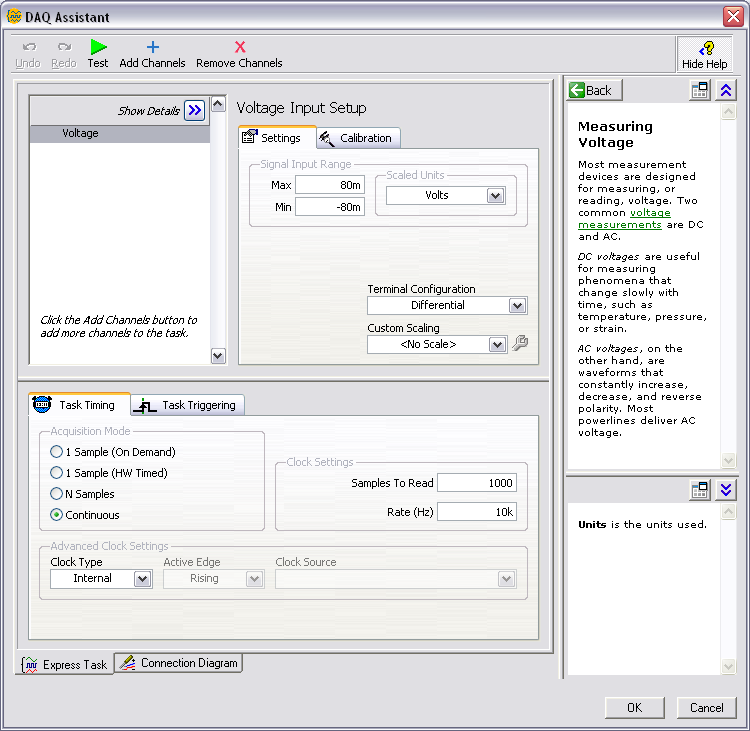 DAQ Assistant
Undo Redo Test Add Channels Remove Channels Hide Help
Show Details
Voltage
Click the Add Channels button to
add more channels to the task.
Voltage Input Setup
Settings Calibration
Signal Input Range
Max 80m
Min -80m
Scaled Units
Volts
Terminal Configuration
Differential
Custom Scaling
<No Scale>
Task Timing Task Triggering
Acquisition Mode
1 Sample (On Demand)
1 Sample (HW Timed)
N Samples
Continuous
Clock Settings
Samples To Read 1000
Rate (Hz) 10k
Advanced Clock Settings
Clock Type Active Edge Clock Source
Internal Rising
Express Task Connection Diagram
Back
Measuring
Voltage
Most measurement
devices are designed
for measuring, or
reading, voltage. Two
common voltage
measurements are DC
and AC.
DC voltages are useful
for measuring
phenomena that
change slowly with
time, such as
temperature, pressure,
or strain.
AC voltages, on the
other hand, are
waveforms that
constantly increase,
decrease, and reverse
polarity. Most
powerlines deliver AC
voltage.
Units is the units used.
OK Cancel